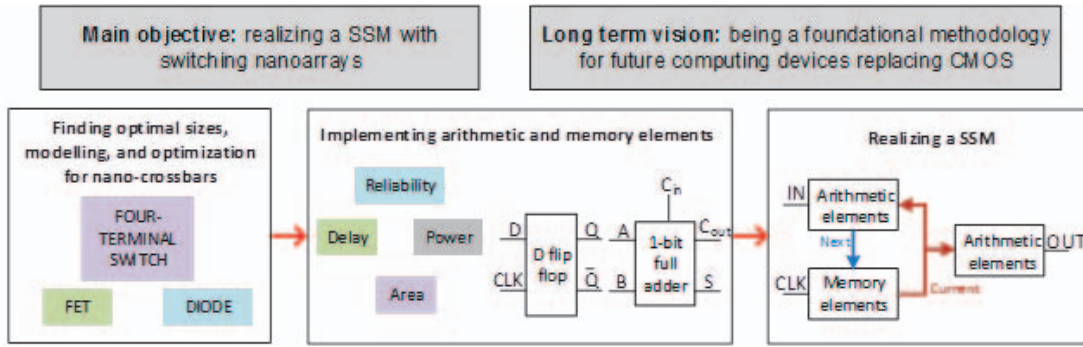 Main objective: realizing a SSM with
switching nanoarrays
Long term vision: being a foundational methodology
for future computing devices replacing CMOS
Finding optimal sizes,
modelling, and optimization
for nano-crossbars
FOUR-
TERMINAL
SWITCH
FET
DIODE
Implementing arithmetic and memory elements
Reliability
Delay
Power
Area
D
CLK
D flip
flop
Q
Q̅
C_in
A
B
1-bit
full
adder
C_out
S
Realizing a SSM
IN
Arithmetic
elements
Next
CLK
Memory
elements
Current
Arithmetic
elements
OUT